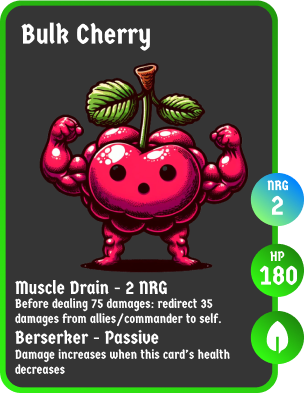 Bulk Cherry
NRG
2
HP
180
Muscle Drain - 2 NRG
Before dealing 75 damages: redirect 35
damages from allies/commander to self.
Berserker - Passive
Damage increases when this card's health
decreases